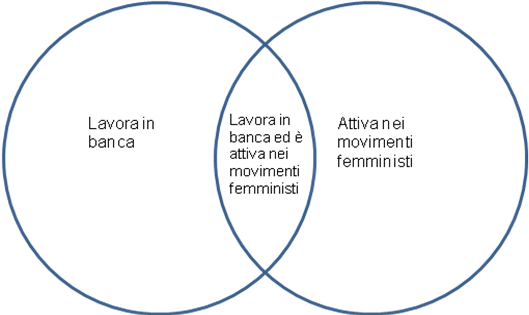 Lavora in
banca
Lavora in
banca ed è
attiva nei
movimenti
femministi
Attiva nei
movimenti
femministi